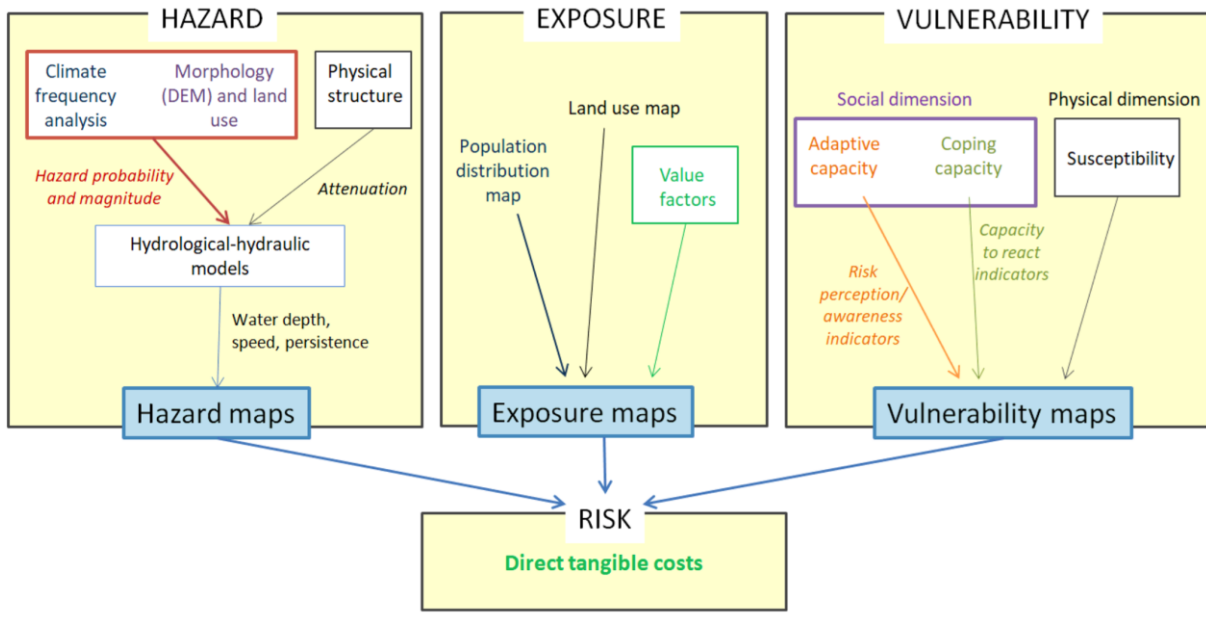 HAZARD
Climate
frequency
analysis
Morphology
(DEM) and land
use
Physical
structure
Hazard probability
and magnitude
Attenuation
Hydrological-hydraulic
models
Water depth,
speed, persistence
Hazard maps
EXPOSURE
Land use map
Population
distribution
map
Value
factors
Exposure maps
VULNERABILITY
Social dimension
Physical dimension
Adaptive
capacity
Coping
capacity
Susceptibility
Capacity
to react
indicators
Risk
perception/
awareness
indicators
Vulnerability maps
RISK
Direct tangible costs